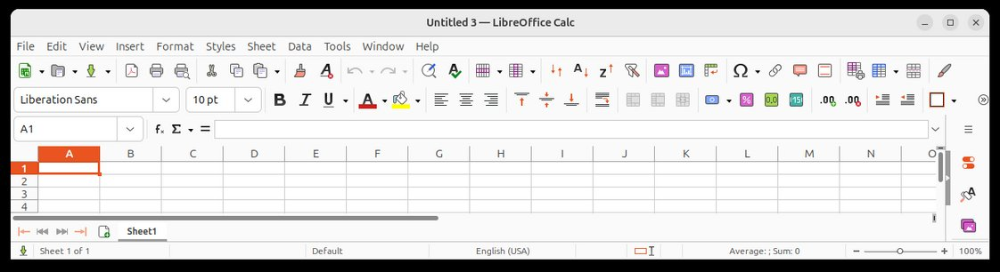 Untitled 3 — LibreOffice Calc
File Edit View Insert Format Styles Sheet Data Tools Window Help
Liberation Sans 10 pt B I U A
A1
A B C D E F G H I J K L M N O
1
2
3
4
Sheet1
Sheet 1 of 1 Default English (USA) Average: ; Sum: 0 100%